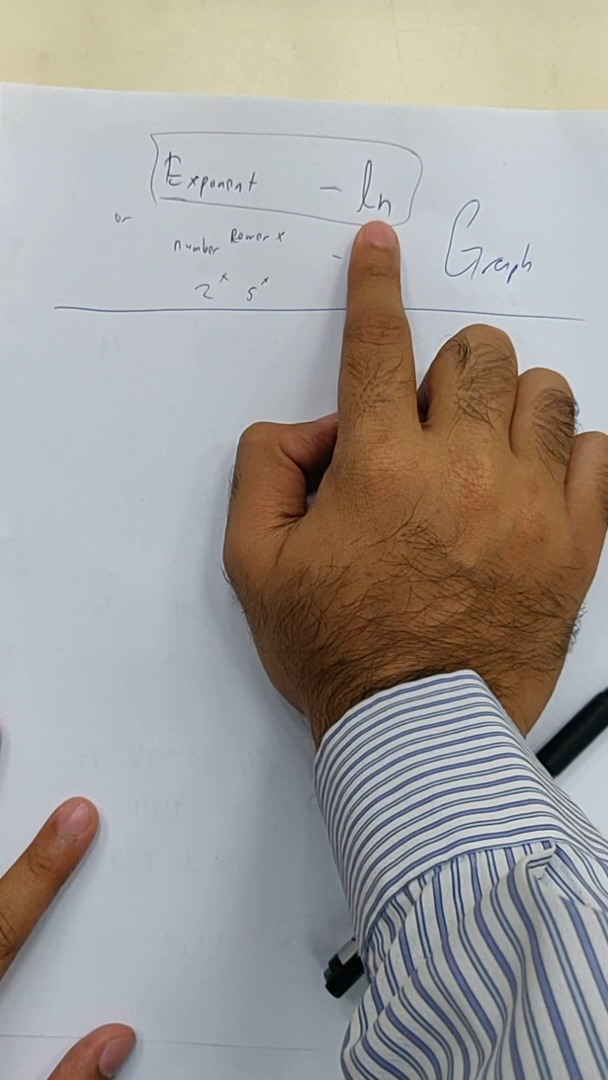 Exponent - ln
or
number Power x -
2^x 5^x
Graph